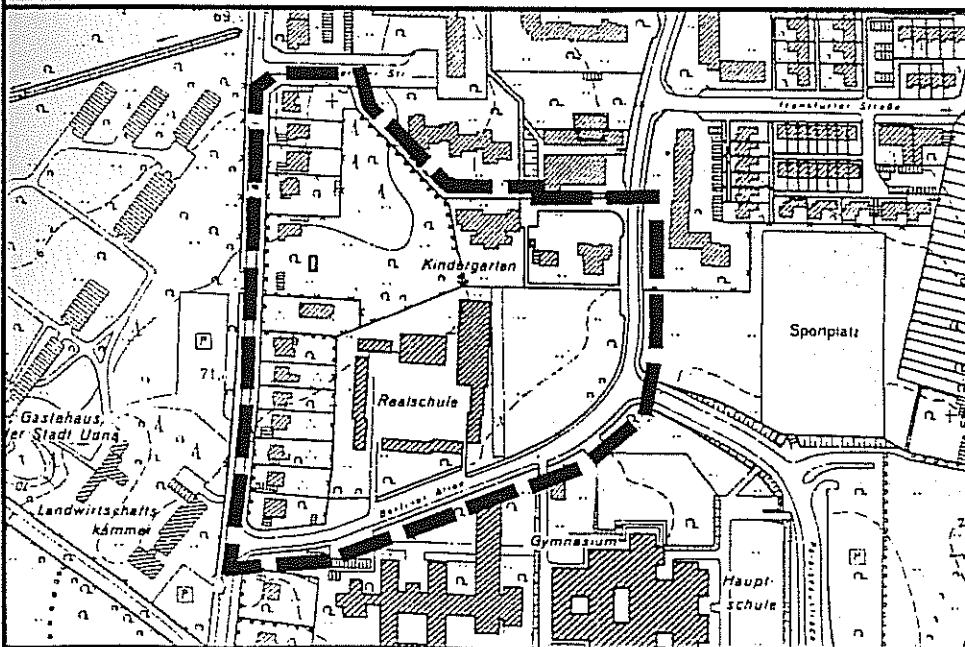 69
Frankfurter Straße
Kindergarten
Sportplatz
P
71
Realschule
Gästehaus
der Stadt Unna
Landwirtschafts
kammer
Berliner Allee
Gymnasium
Haupt-
schule
P
P